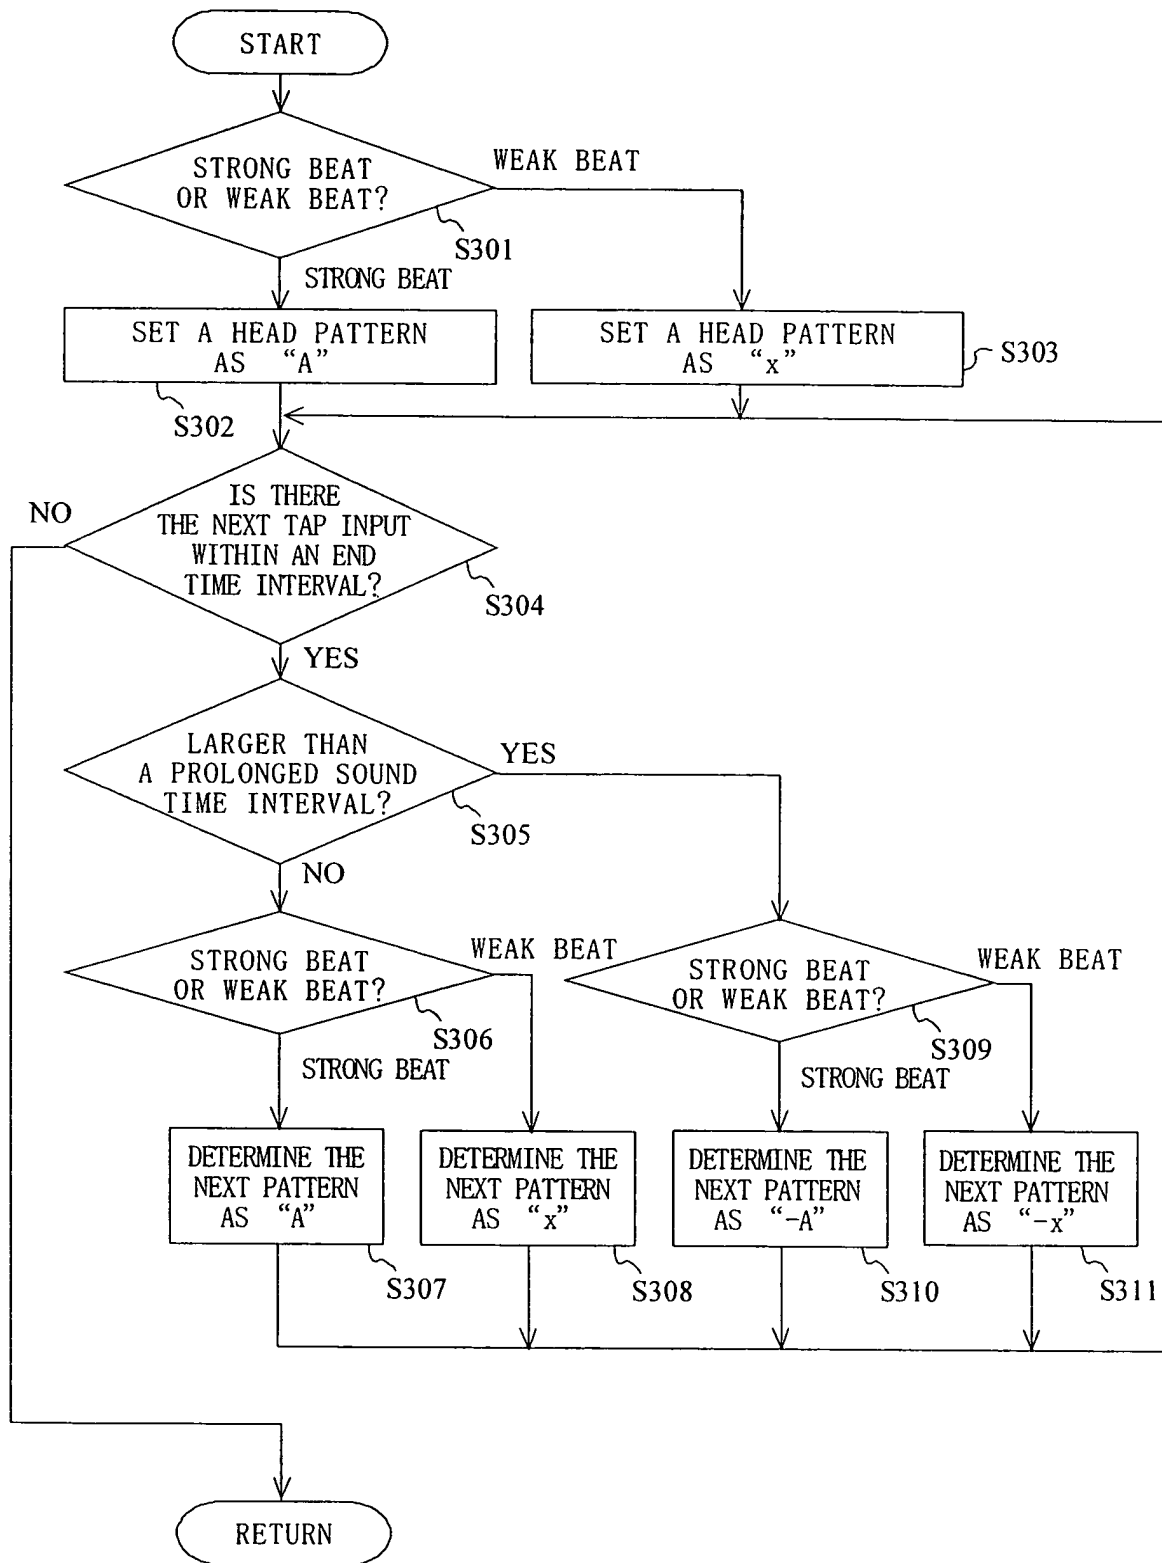 START
STRONG BEAT
OR WEAK BEAT?
WEAK BEAT
S301
STRONG BEAT
SET A HEAD PATTERN
AS “A”
S302
SET A HEAD PATTERN
AS “x”
S303
IS THERE
THE NEXT TAP INPUT
WITHIN AN END
TIME INTERVAL?
NO
S304
YES
LARGER THAN
A PROLONGED SOUND
TIME INTERVAL?
YES
S305
NO
STRONG BEAT
OR WEAK BEAT?
WEAK BEAT
S306
STRONG BEAT
STRONG BEAT
OR WEAK BEAT?
WEAK BEAT
S309
STRONG BEAT
DETERMINE THE
NEXT PATTERN
AS “A”
S307
DETERMINE THE
NEXT PATTERN
AS “x”
S308
DETERMINE THE
NEXT PATTERN
AS “-A”
S310
DETERMINE THE
NEXT PATTERN
AS “-x”
S311
RETURN